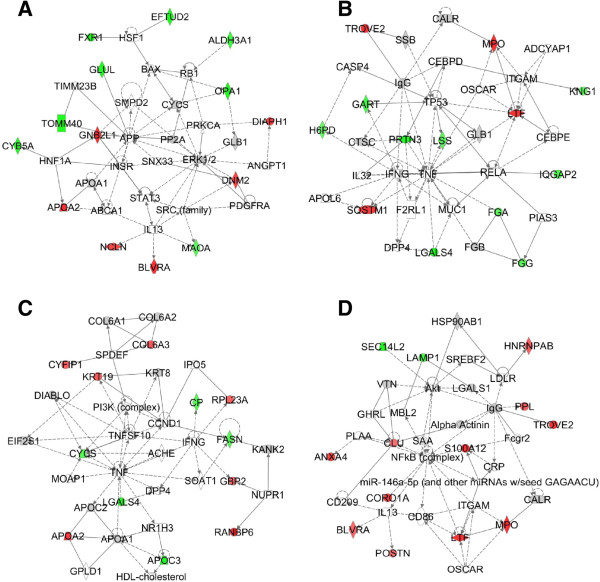 A
EFTUD2
FXR1
HSF1
ALDH3A1
GLUL
BAX
RB1
TIMM23B
OPA1
SMPD2
CYCS
TOMM40
PRKCA
DIAPH1
GNB2L1
APP
PP2A
GLB1
CYB5A
HNF1A
SNX33
ERK1/2
ANGPT1
INSR
APOA1
DNM2
STAT3
PDGFRA
APOA2
ABCA1
SRC (family)
IL13
NCLN
MAOA
BLVRA
B
CALR
TROVE2
SSB
MPO
ADCYAP1
CASP4
CEBPD
IgG
ITGAM
OSCAR
KNG1
GART
TP53
LTF
H6PD
PRTN3
LSS
GLB1
CEBPE
CTSC
IL32
IFNG
TNF
RELA
IQGAP2
APOL6
SQSTM1
F2RL1
MUC1
FGA
PIAS3
DPP4
LGALS4
FGB
FGG
C
COL6A1
COL6A2
SPDEF
COL6A3
CYFIP1
IPO5
KRT19
KRT8
RPL23A
DIABLO
PI3K (complex)
CP
CCND1
EIF2S1
TNFSF10
IFNG
FASN
CYCS
ACHE
KANK2
MOAP1
TNF
SOAT1
GBP2
DPP4
APOC2
LGALS4
NUPR1
NR1H3
APOA2
APOA1
RANBP6
GPLD1
APOC3
HDL-cholesterol
D
HSP90AB1
SEC14L2
HNRNPAB
LAMP1
SREBF2
LDLR
VTN
Akt
LGALS1
GHRL
MBL2
IgG
PPL
Alpha Actinin
TROVE2
PLAA
CLU
SAA
Fcgr2
ANXA4
NFkB (complex)
S100A12
CRP
miR-146a-5p (and other miRNAs w/seed GAGAACU)
CD209
CORO1A
ITGAM
CALR
IL13
BLVRA
CD86
MPO
LTF
POSTN
OSCAR